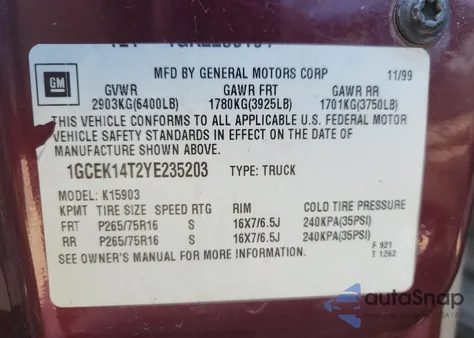 GM
MFD BY GENERAL MOTORS CORP 11/99
GVWR GAWR FRT GAWR RR
2903KG(6400LB) 1780KG(3925LB) 1701KG(3750LB)
THIS VEHICLE CONFORMS TO ALL APPLICABLE U.S. FEDERAL MOTOR
VEHICLE SAFETY STANDARDS IN EFFECT ON THE DATE OF
MANUFACTURE SHOWN ABOVE.
1GCEK14T2YE235203 TYPE: TRUCK
MODEL: K15903
KPMT TIRE SIZE SPEED RTG RIM COLD TIRE PRESSURE
FRT P265/75R16 S 16X7/6.5J 240KPA(35PSI)
RR P265/75R16 S 16X7/6.5J 240KPA(35PSI)
SEE OWNER'S MANUAL FOR MORE INFORMATION.
F 921
T 1262
autoSnap